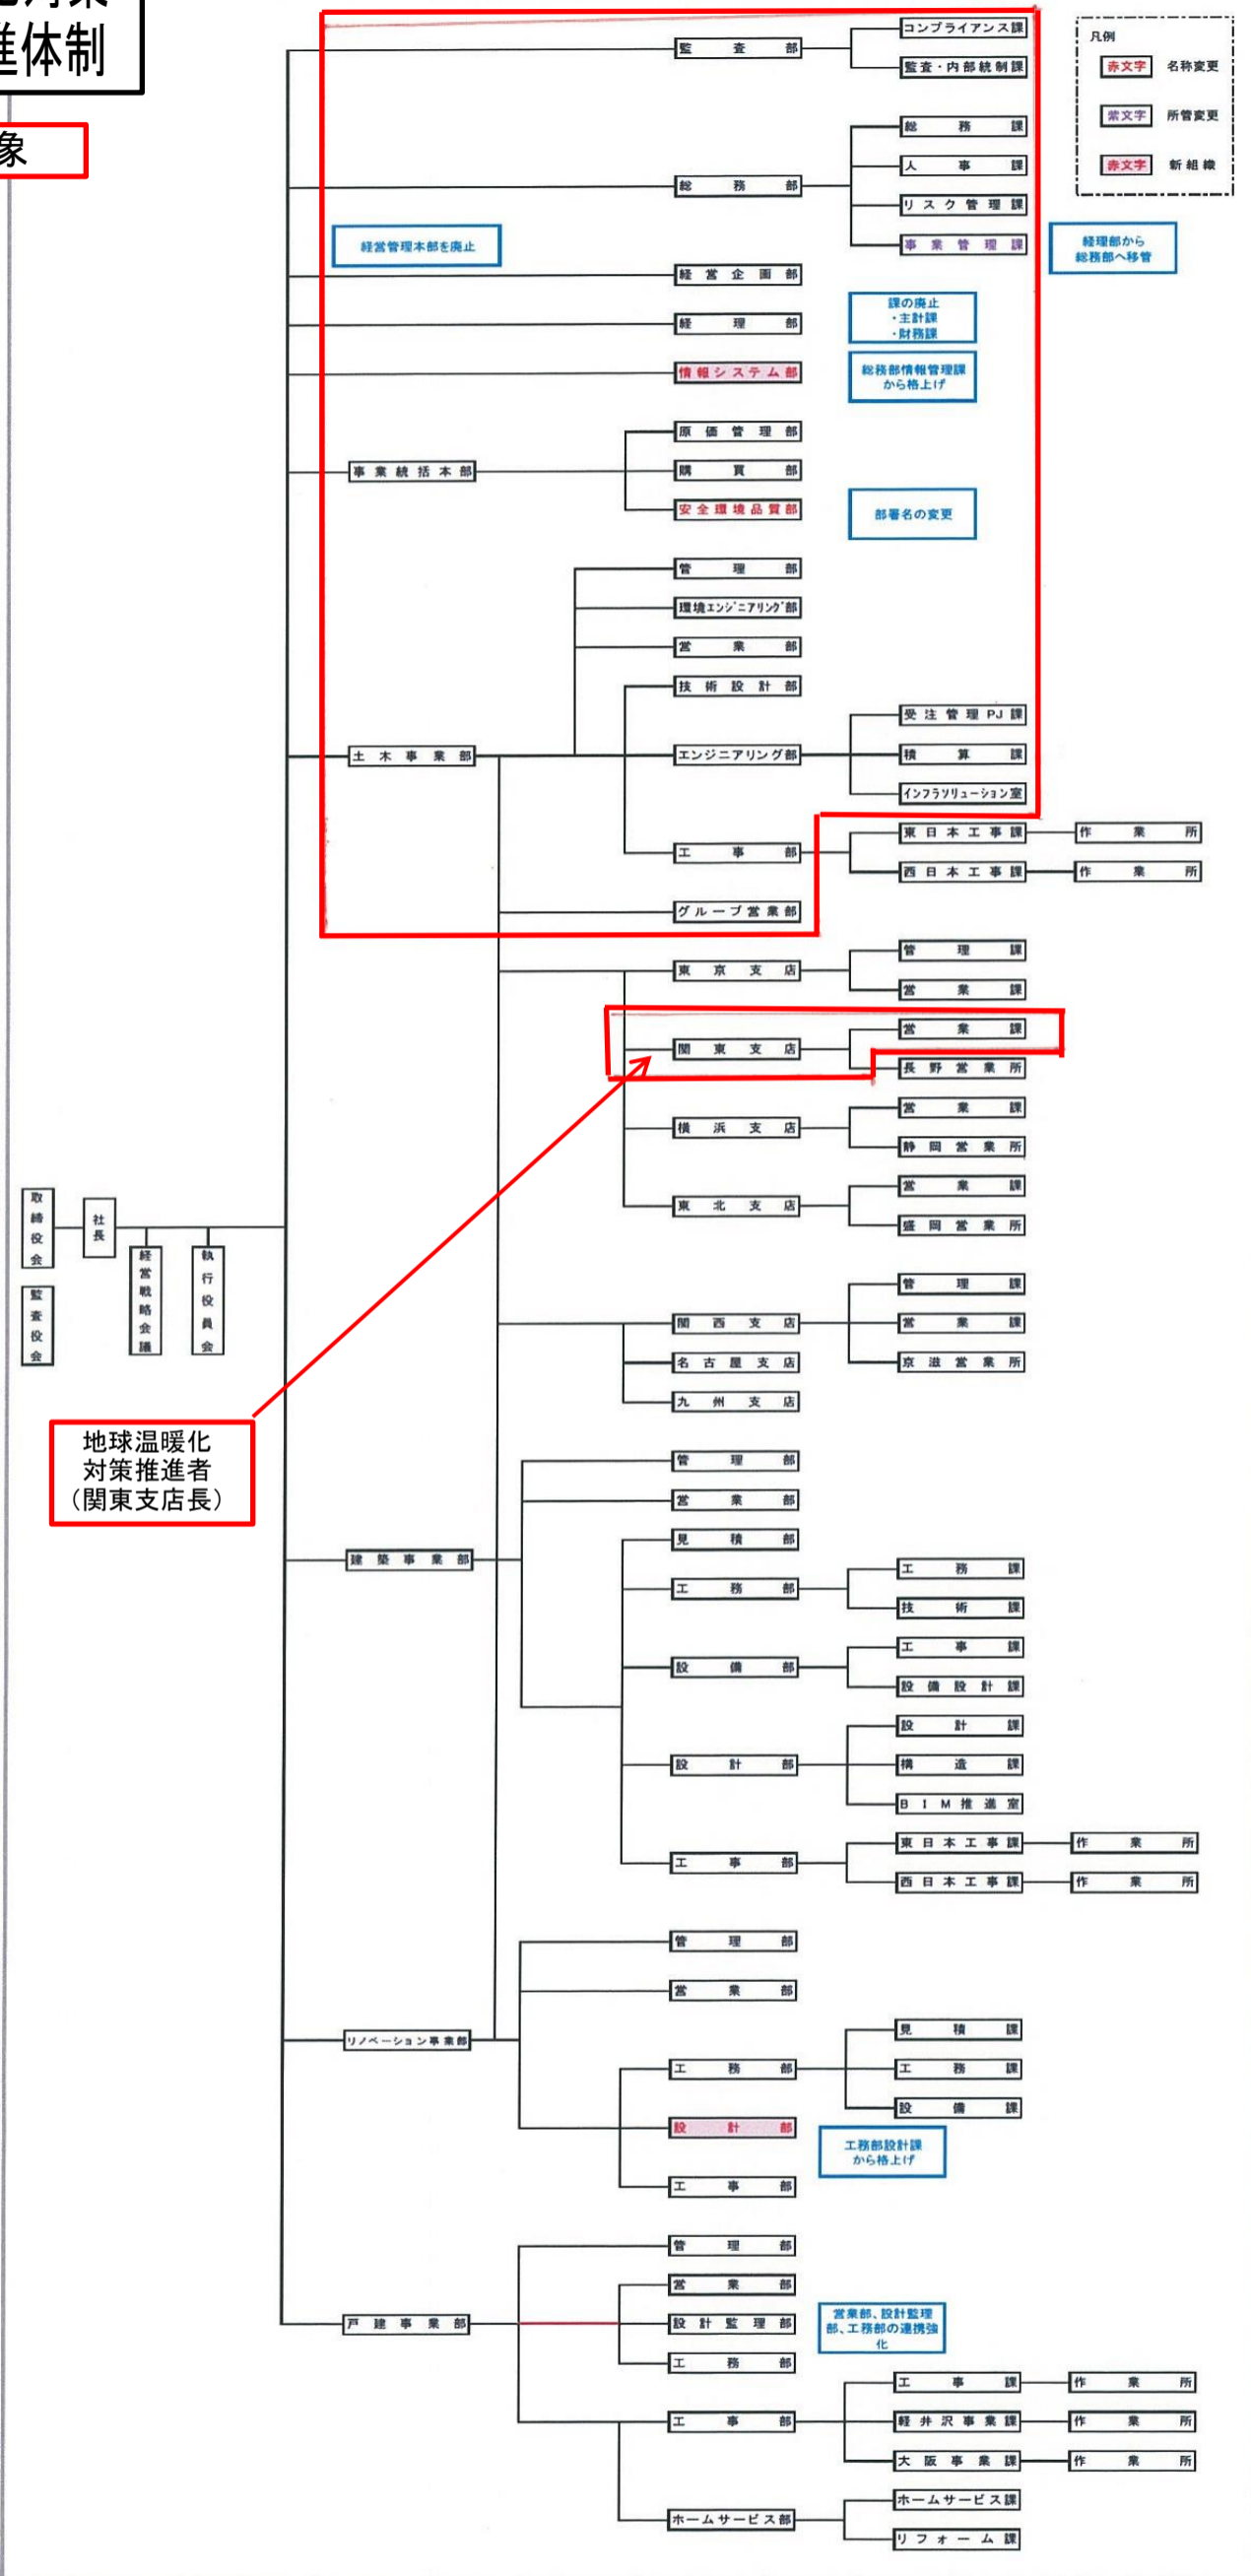 進体制
象
凡例
赤文字 名称変更
紫文字 所管変更
赤文字 新組織
監査部
コンプライアンス課
監査・内部統制課
総務部
総務課
人事課
リスク管理課
事業管理課
経理部から
総務部へ移管
経営管理本部を廃止
経営企画部
経理部
課の廃止
・主計課
・財務課
情報システム部
総務部情報管理課
から格上げ
事業統括本部
原価管理部
購買部
安全環境品質部
部署名の変更
土木事業部
管理部
環境エンジニアリング部
営業部
技術設計部
エンジニアリング部
受注管理PJ課
積算課
インフラソリューション室
工事部
東日本工事課 作業所
西日本工事課 作業所
グループ営業部
東京支店
管理課
営業課
関東支店
営業課
長野営業所
横浜支店
営業課
静岡営業所
東北支店
営業課
盛岡営業所
取締役会
監査役会
社長
経営戦略会議
執行役員会
関西支店
管理課
営業課
京滋営業所
名古屋支店
九州支店
地球温暖化
対策推進者
(関東支店長)
建築事業部
管理部
営業部
見積部
工務部
工務課
技術課
設備部
工事課
設備設計課
設計部
設計課
構造課
BIM推進室
工事部
東日本工事課 作業所
西日本工事課 作業所
リノベーション事業部
管理部
営業部
工務部
見積課
工務課
設備課
設計部
工務部設計課
から格上げ
工事部
戸建事業部
管理部
営業部
設計監理部
工務部
営業部、設計監理
部、工務部の連携強
化
工事部
工事課 作業所
軽井沢事業課 作業所
大阪事業課 作業所
ホームサービス部
ホームサービス課
リフォーム課